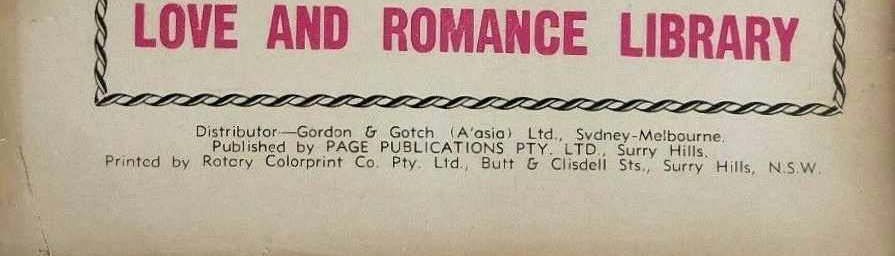 LOVE AND ROMANCE LIBRARY
Distributor—Gordon & Gotch (A'asia) Ltd., Sydney-Melbourne.
Published by PAGE PUBLICATIONS PTY. LTD., Surry Hills.
Printed by Rotary Colorprint Co. Pty. Ltd., Butt & Clisdell Sts., Surry Hills, N.S.W.